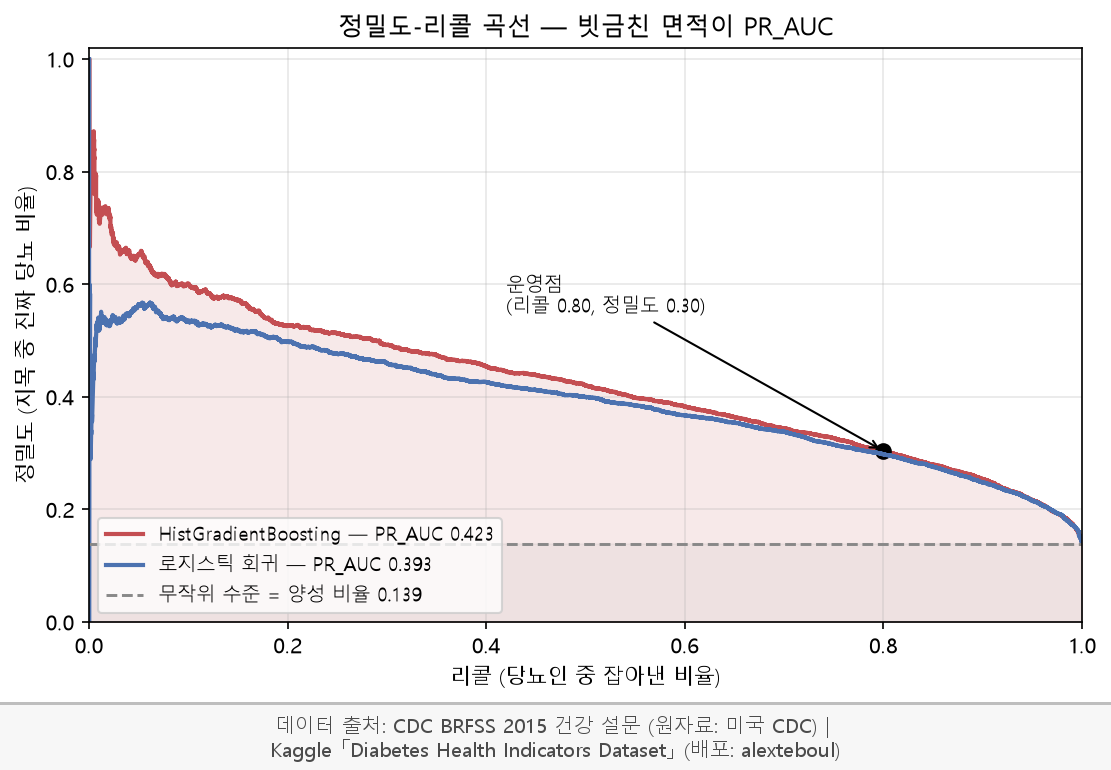 정밀도-리콜 곡선 — 빗금친 면적이 PR_AUC
정밀도 (지목 중 진짜 당뇨 비율)
1.0
0.8
0.6
0.4
0.2
0.0
운영점
(리콜 0.80, 정밀도 0.30)
HistGradientBoosting — PR_AUC 0.423
로지스틱 회귀 — PR_AUC 0.393
무작위 수준 = 양성 비율 0.139
0.0 0.2 0.4 0.6 0.8 1.0
리콜 (당뇨인 중 잡아낸 비율)
데이터 출처: CDC BRFSS 2015 건강 설문 (원자료: 미국 CDC) |
Kaggle 「Diabetes Health Indicators Dataset」 (배포: alexteboul)